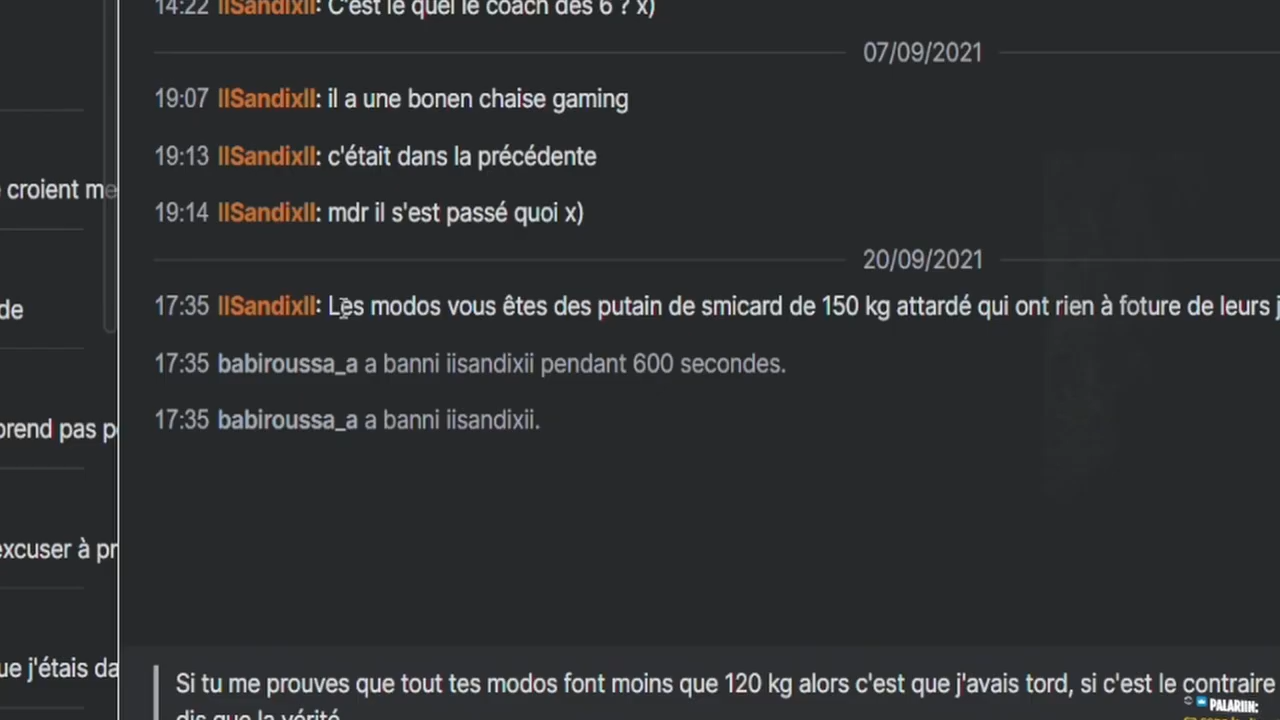 14:22 IISandixII: C'est le quel le coach des 6 ? x)
07/09/2021
19:07 IISandixII: il a une bonen chaise gaming
19:13 IISandixII: c'était dans la précédente
croient me
19:14 IISandixII: mdr il s'est passé quoi x)
20/09/2021
de
17:35 IISandixII: Les modos vous êtes des putain de smicard de 150 kg attardé qui ont rien à foture de leurs j
17:35 babiroussa_a a banni iisandixii pendant 600 secondes.
prend pas p
17:35 babiroussa_a a banni iisandixii.
excuser à pr
ue j'étais da
Si tu me prouves que tout tes modos font moins que 120 kg alors c'est que j'avais tord, si c'est le contraire
dis que la vérité
PALARIIN: